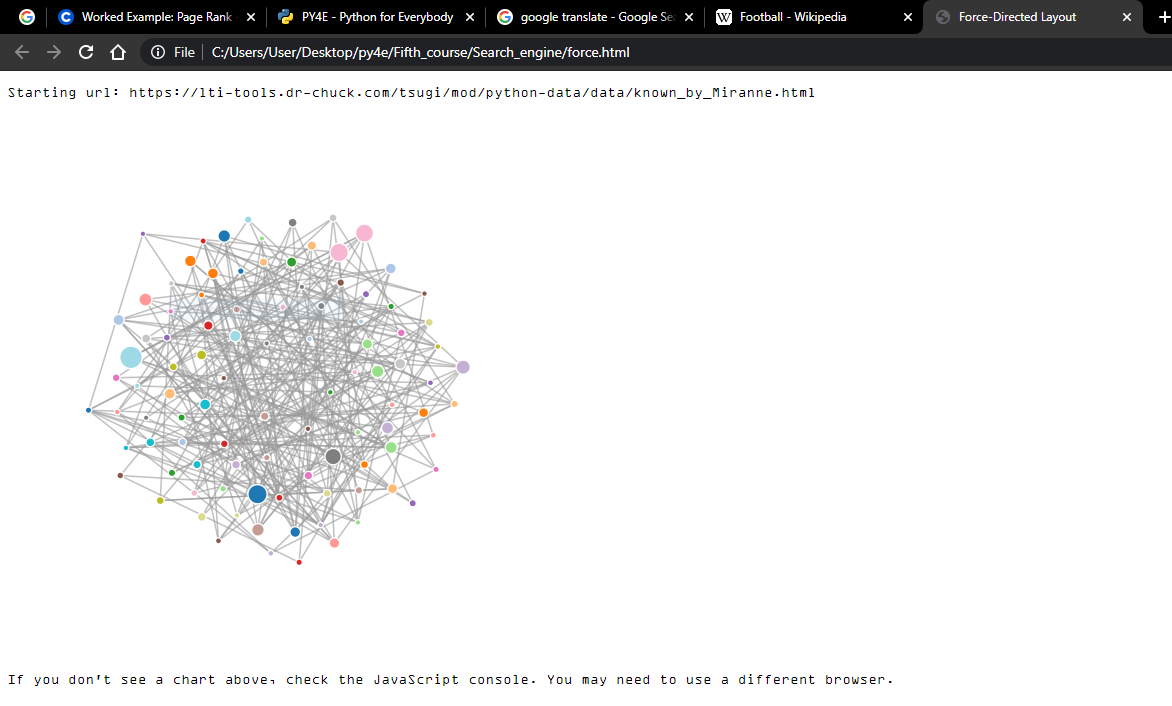 Worked Example: Page Rank
PY4E - Python for Everybody
google translate - Google Sea
Football - Wikipedia
Force-Directed Layout
File
C:/Users/User/Desktop/py4e/Fifth_course/Search_engine/force.html
Starting url: https://lti-tools.dr-chuck.com/tsugi/mod/python-data/data/known_by_Miranne.html
If you don't see a chart above, check the JavaScript console. You may need to use a different browser.